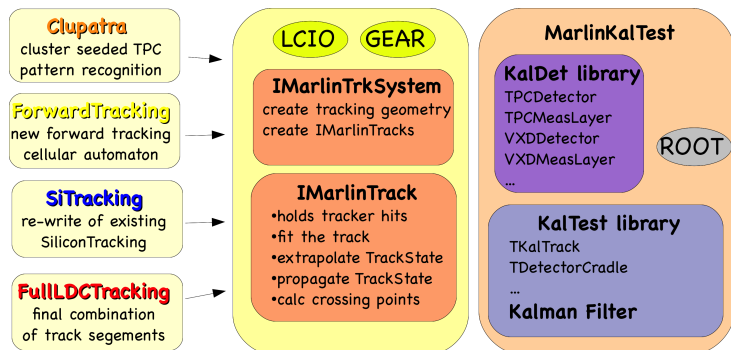 Clupatra
cluster seeded TPC
pattern recognition
ForwardTracking
new forward tracking
cellular automaton
SiTracking
re-write of existing
SiliconTracking
FullLDCTracking
final combination
of track segements
LCIO
GEAR
IMarlinTrkSystem
create tracking geometry
create IMarlinTracks
IMarlinTrack
•holds tracker hits
•fit the track
•extrapolate TrackState
•propagate TrackState
•calc crossing points
MarlinKalTest
KalDet library
TPCDetector
TPCMeasLayer
VXDDetector
VXDMeasLayer
...
ROOT
KalTest library
TKalTrack
TDetectorCradle
...
Kalman Filter